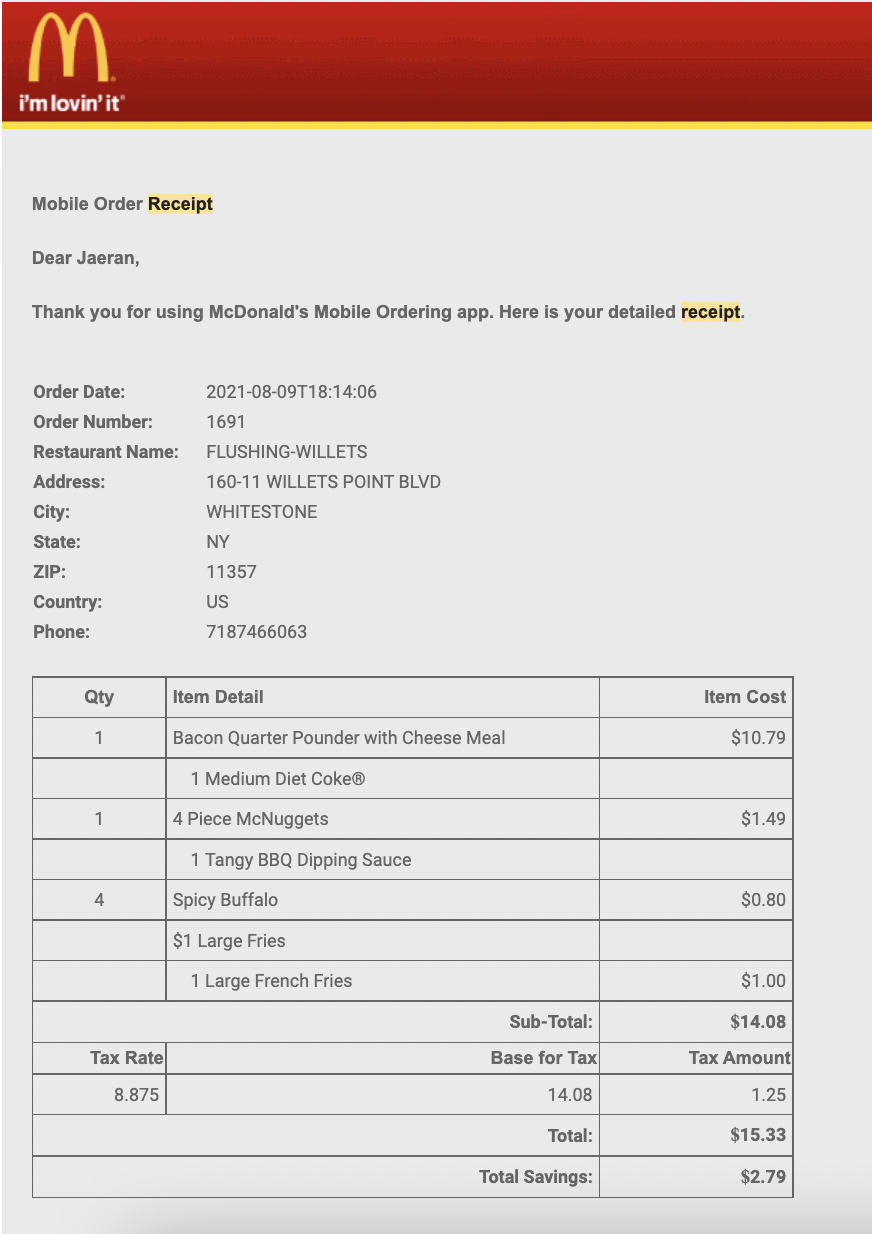 i'm lovin' it®
Mobile Order Receipt
Dear Jaeran,
Thank you for using McDonald's Mobile Ordering app. Here is your detailed receipt.
Order Date: 2021-08-09T18:14:06
Order Number: 1691
Restaurant Name: FLUSHING-WILLETS
Address: 160-11 WILLETS POINT BLVD
City: WHITESTONE
State: NY
ZIP: 11357
Country: US
Phone: 7187466063
Qty Item Detail Item Cost
1 Bacon Quarter Pounder with Cheese Meal $10.79
1 Medium Diet Coke®
1 4 Piece McNuggets $1.49
1 Tangy BBQ Dipping Sauce
4 Spicy Buffalo $0.80
$1 Large Fries
1 Large French Fries $1.00
Sub-Total: $14.08
Tax Rate Base for Tax Tax Amount
8.875 14.08 1.25
Total: $15.33
Total Savings: $2.79